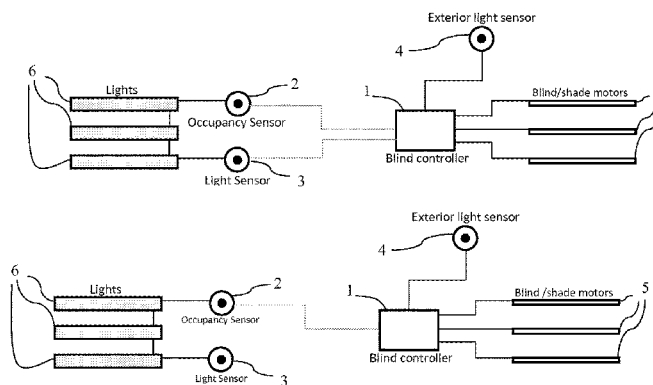 Exterior light sensor
4
6
Lights
2
1
Blind/shade motors
Occupancy Sensor
Blind controller
Light Sensor
3
Exterior light sensor
4
6
Lights
2
1
Blind /shade motors
5
Occupancy Sensor
Blind controller
Light Sensor
3